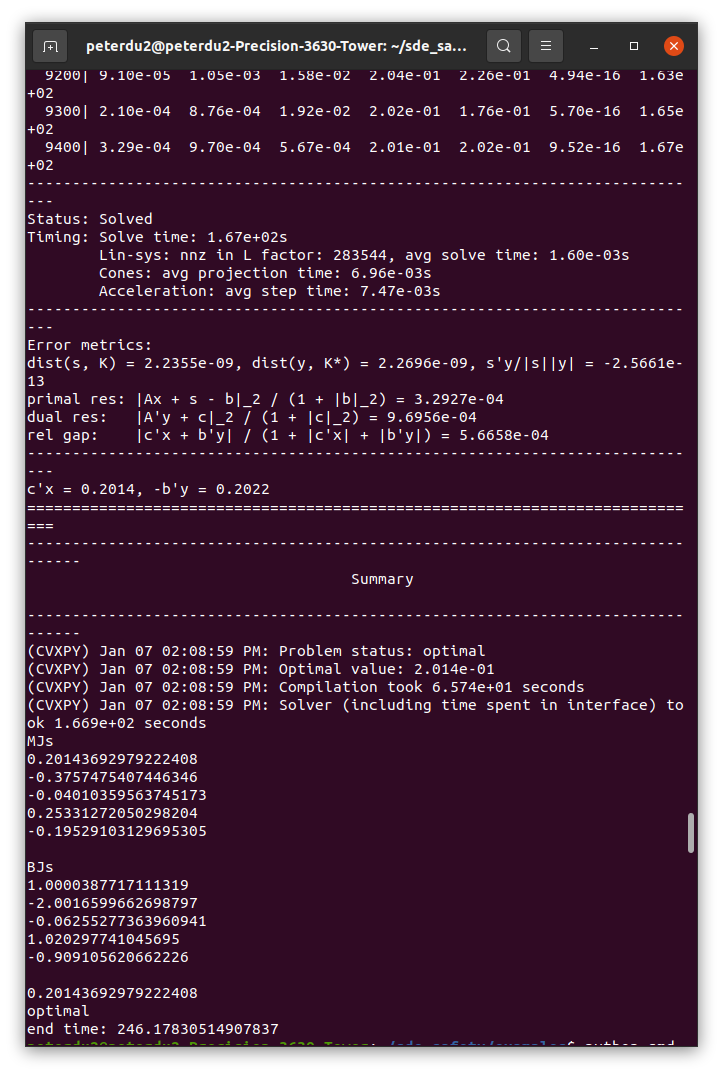 peterdu2@peterdu2-Precision-3630-Tower: ~/sde_sa...
9200| 9.10e-05 1.05e-03 1.58e-02 2.04e-01 2.26e-01 4.94e-16 1.63e
+02
9300| 2.10e-04 8.76e-04 1.92e-02 2.02e-01 1.76e-01 5.70e-16 1.65e
+02
9400| 3.29e-04 9.70e-04 5.67e-04 2.01e-01 2.02e-01 9.52e-16 1.67e
+02
-------------------------------------------------------------------------
---
Status: Solved
Timing: Solve time: 1.67e+02s
Lin-sys: nnz in L factor: 283544, avg solve time: 1.60e-03s
Cones: avg projection time: 6.96e-03s
Acceleration: avg step time: 7.47e-03s
-------------------------------------------------------------------------
---
Error metrics:
dist(s, K) = 2.2355e-09, dist(y, K*) = 2.2696e-09, s'y/|s||y| = -2.5661e-
13
primal res: |Ax + s - b|_2 / (1 + |b|_2) = 3.2927e-04
dual res:   |A'y + c|_2 / (1 + |c|_2) = 9.6956e-04
rel gap:    |c'x + b'y| / (1 + |c'x| + |b'y|) = 5.6658e-04
-------------------------------------------------------------------------
---
c'x = 0.2014, -b'y = 0.2022
=========================================================================
===
-------------------------------------------------------------------------
------
Summary
-------------------------------------------------------------------------
------
(CVXPY) Jan 07 02:08:59 PM: Problem status: optimal
(CVXPY) Jan 07 02:08:59 PM: Optimal value: 2.014e-01
(CVXPY) Jan 07 02:08:59 PM: Compilation took 6.574e+01 seconds
(CVXPY) Jan 07 02:08:59 PM: Solver (including time spent in interface) to
ok 1.669e+02 seconds
MJs
0.20143692979222408
-0.3757475407446346
-0.04010359563745173
0.25331272050298204
-0.19529103129695305
BJs
1.0000387717111319
-2.0016599662698797
-0.06255277363960941
1.020297741045695
-0.909105620662226
0.20143692979222408
optimal
end time: 246.17830514907837
peterdu2@peterdu2-Precision-3630-Tower:~/sde_safety/examples$ python